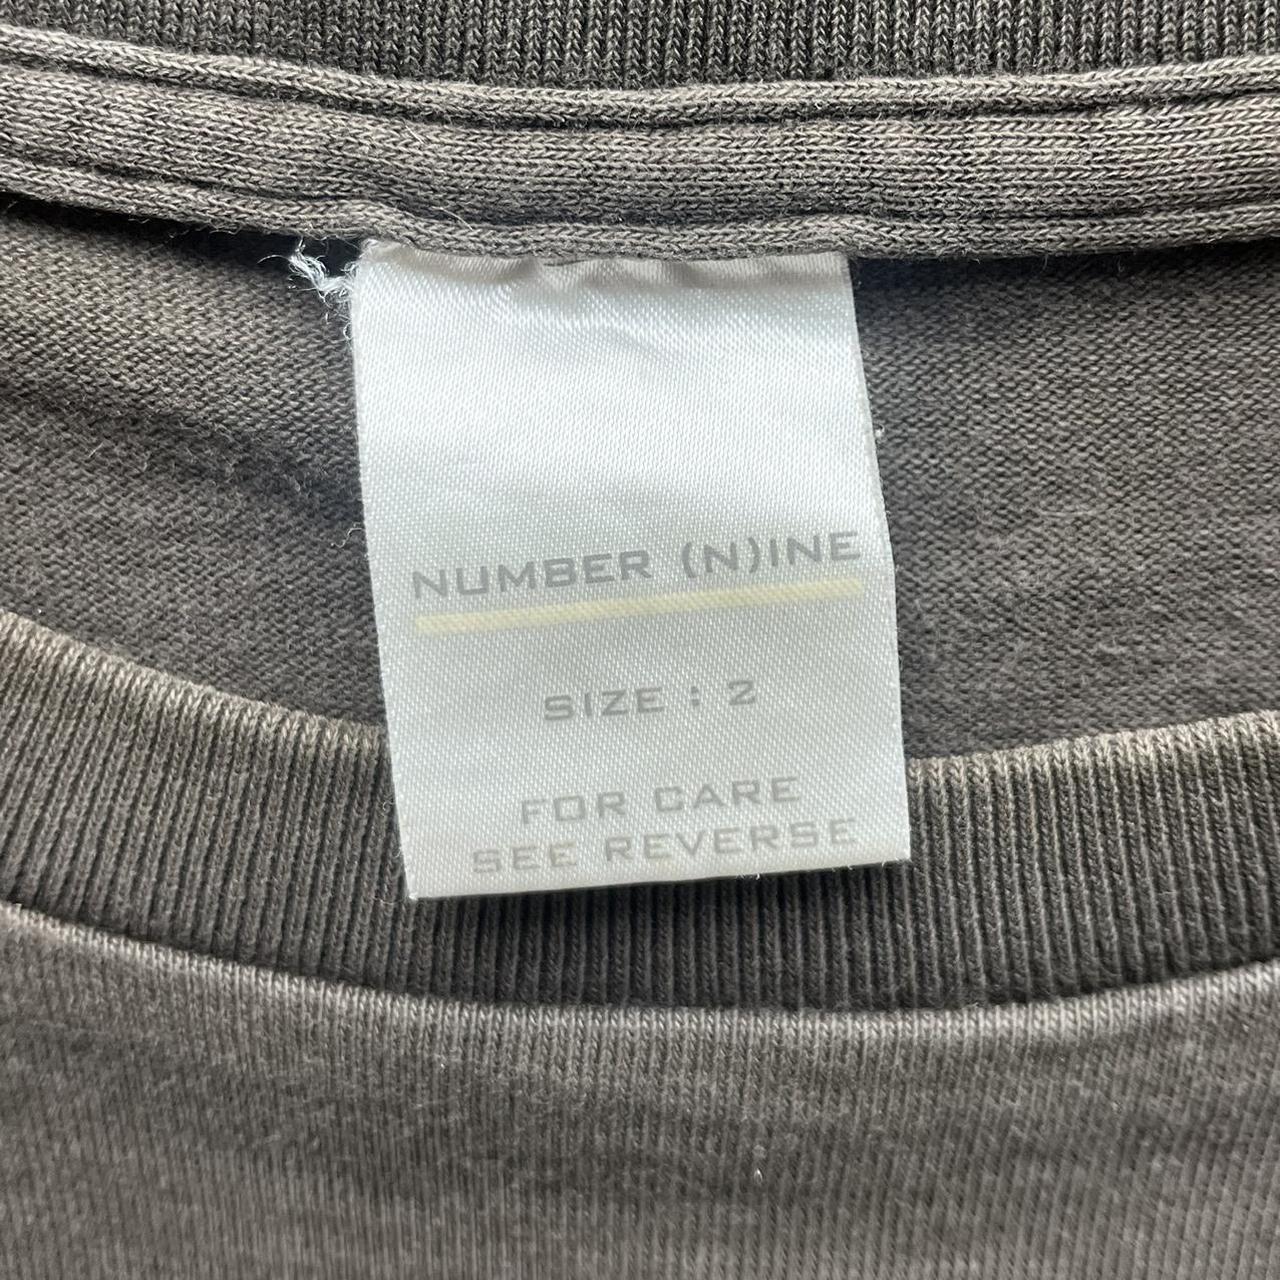 NUMBER (N)INE
SIZE : 2
FOR CARE
SEE REVERSE